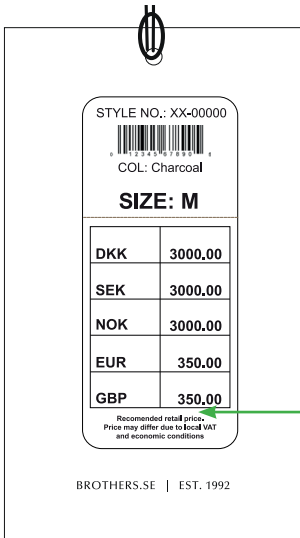 STYLE NO.: XX-00000
0 12345 67890 5
COL: Charcoal
SIZE: M
DKK 3000.00
SEK 3000.00
NOK 3000.00
EUR 350.00
GBP 350.00
Recomended retail price.
Price may differ due to local VAT
and economic conditions
BROTHERS.SE | EST. 1992